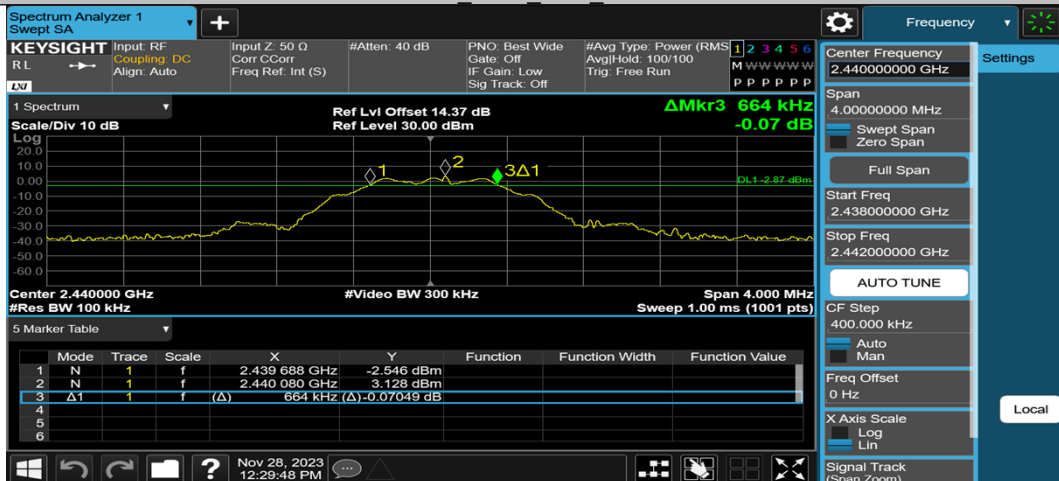 Spectrum Analyzer 1
Swept SA
Frequency
KEYSIGHT Input: RF Input Z: 50 Ω #Atten: 40 dB PNO: Best Wide #Avg Type: Power (RMS 1 2 3 4 5 6
RL Coupling: DC Corr CCorr Gate: Off Avg|Hold: 100/100 M W W W W W
Align: Auto Freq Ref: Int (S) IF Gain: Low Trig: Free Run
LXI Sig Track: Off P P P P P P
1 Spectrum
Ref Lvl Offset 14.37 dB
ΔMkr3 664 kHz
Scale/Div 10 dB Ref Level 30.00 dBm -0.07 dB
Log
20.0
10.0
0.00
-10.0
-20.0
-30.0
-40.0
-50.0
-60.0
1
2
3Δ1
DL1 -2.87 dBm
Center 2.440000 GHz #Video BW 300 kHz Span 4.000 MHz
#Res BW 100 kHz Sweep 1.00 ms (1001 pts)
5 Marker Table
Mode Trace Scale X Y Function Function Width Function Value
1 N 1 f 2.439 688 GHz -2.546 dBm
2 N 1 f 2.440 080 GHz 3.128 dBm
3 Δ1 1 f (Δ) 664 kHz (Δ) -0.07049 dB
4
5
6
Nov 28, 2023
12:29:48 PM
?
Center Frequency
2.440000000 GHz
Settings
Span
4.00000000 MHz
Swept Span
Zero Span
Full Span
Start Freq
2.438000000 GHz
Stop Freq
2.442000000 GHz
AUTO TUNE
CF Step
400.000 kHz
Auto
Man
Freq Offset
0 Hz
X Axis Scale
Log
Lin
Local
Signal Track
(Span Zoom)